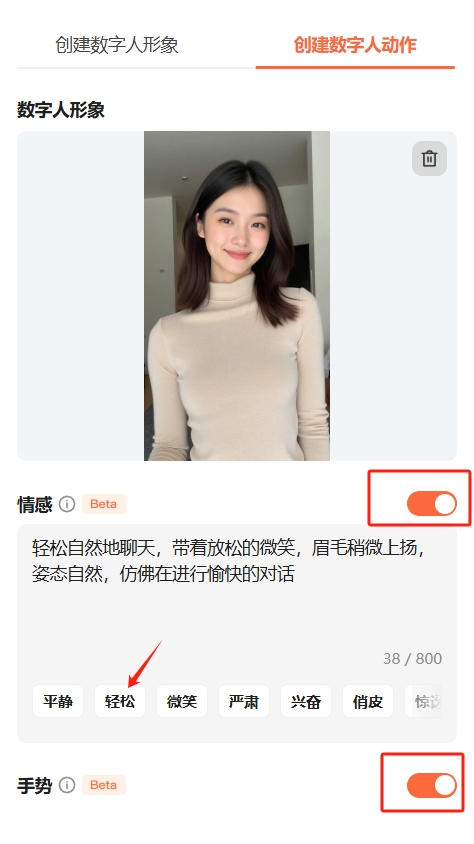 创建数字人形象 创建数字人动作
数字人形象
情感 Beta
轻松自然地聊天，带着放松的微笑，眉毛稍微上扬，
姿态自然，仿佛在进行愉快的对话
38 / 800
平静 轻松 微笑 严肃 兴奋 俏皮 惊
手势 Beta